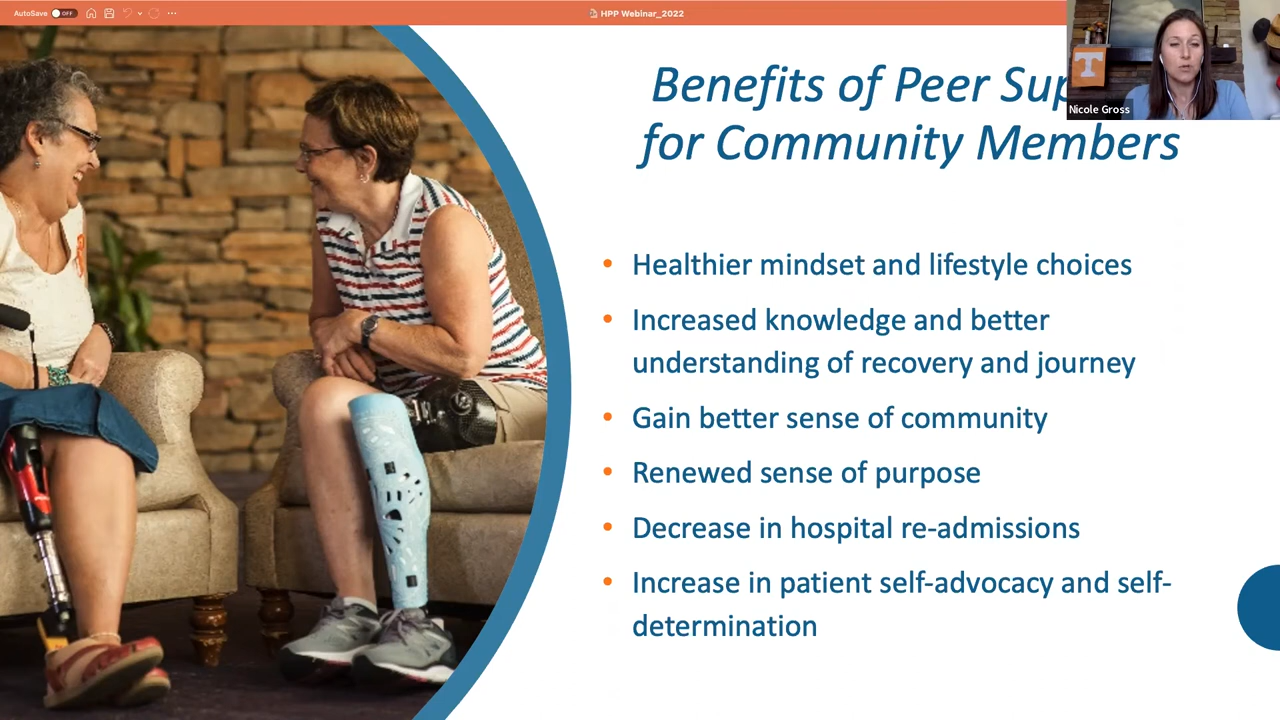 AutoSave OFF
HPP Webinar_2022
Benefits of Peer Sup
for Community Members
T
Nicole Gross
• Healthier mindset and lifestyle choices
• Increased knowledge and better
understanding of recovery and journey
• Gain better sense of community
• Renewed sense of purpose
• Decrease in hospital re-admissions
• Increase in patient self-advocacy and self-
determination